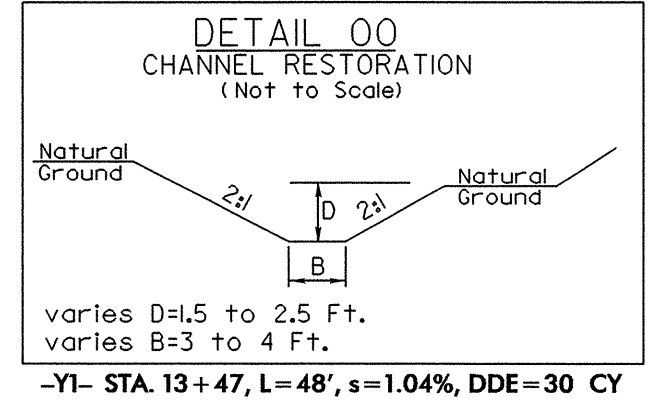 DETAIL OO
CHANNEL RESTORATION
(Not to Scale)
Natural
Ground
2:1
D
2:1
Natural
Ground
B
varies D=1.5 to 2.5 Ft.
varies B=3 to 4 Ft.
–Y1– STA. 13+47, L=48', s=1.04%, DDE=30 CY